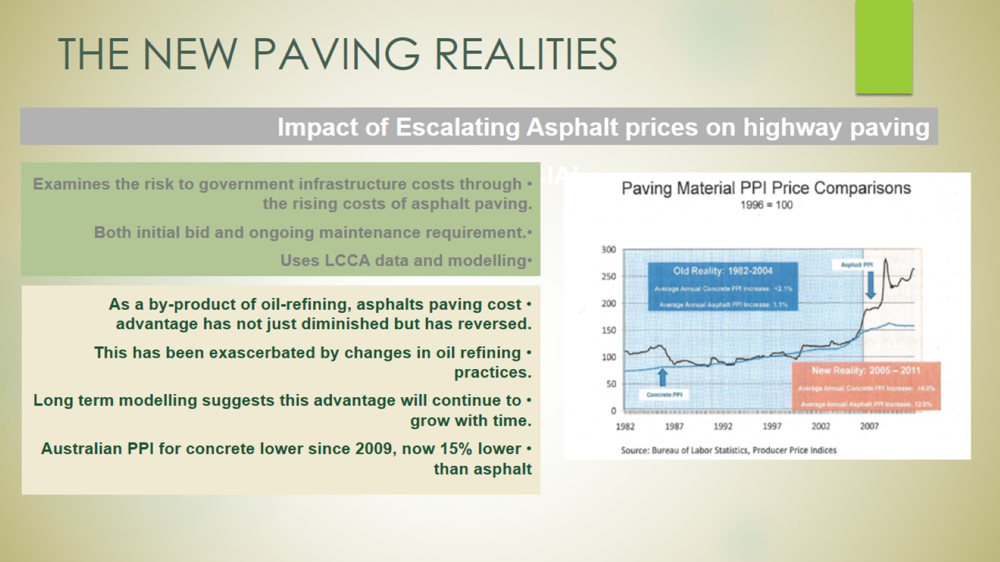 THE NEW PAVING REALITIES
Impact of Escalating Asphalt prices on highway paving
Examines the risk to government infrastructure costs through •
the rising costs of asphalt paving.
Both initial bid and ongoing maintenance requirement.•
Uses LCCA data and modelling•
As a by-product of oil-refining, asphalts paving cost •
advantage has not just diminished but has reversed.
This has been exascerbated by changes in oil refining •
practices.
Long term modelling suggests this advantage will continue to •
grow with time.
Australian PPI for concrete lower since 2009, now 15% lower •
than asphalt
Paving Material PPI Price Comparisons
1996 = 100
300
250
200
150
100
50
0
Old Reality: 1982-2004
Average Annual Concrete PPI Increase: +2.1%
Average Annual Asphalt PPI Increase: 1.1%
Asphalt PPI
Concrete PPI
New Reality: 2005 – 2011
Average Annual Concrete PPI Increase: +4.0%
Average Annual Asphalt PPI Increase: 12.0%
1982 1987 1992 1997 2002 2007
Source: Bureau of Labor Statistics, Producer Price Indices